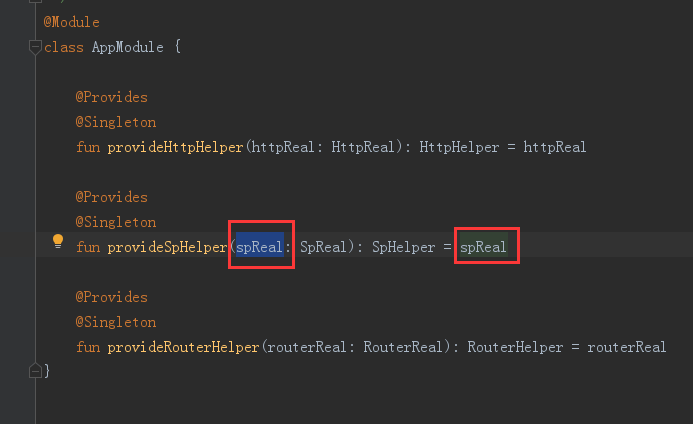 @Module
class AppModule {
@Provides
@Singleton
fun provideHttpHelper(httpReal: HttpReal): HttpHelper = httpReal
@Provides
@Singleton
fun provideSpHelper(spReal: SpReal): SpHelper = spReal
@Provides
@Singleton
fun provideRouterHelper(routerReal: RouterReal): RouterHelper = routerReal
}